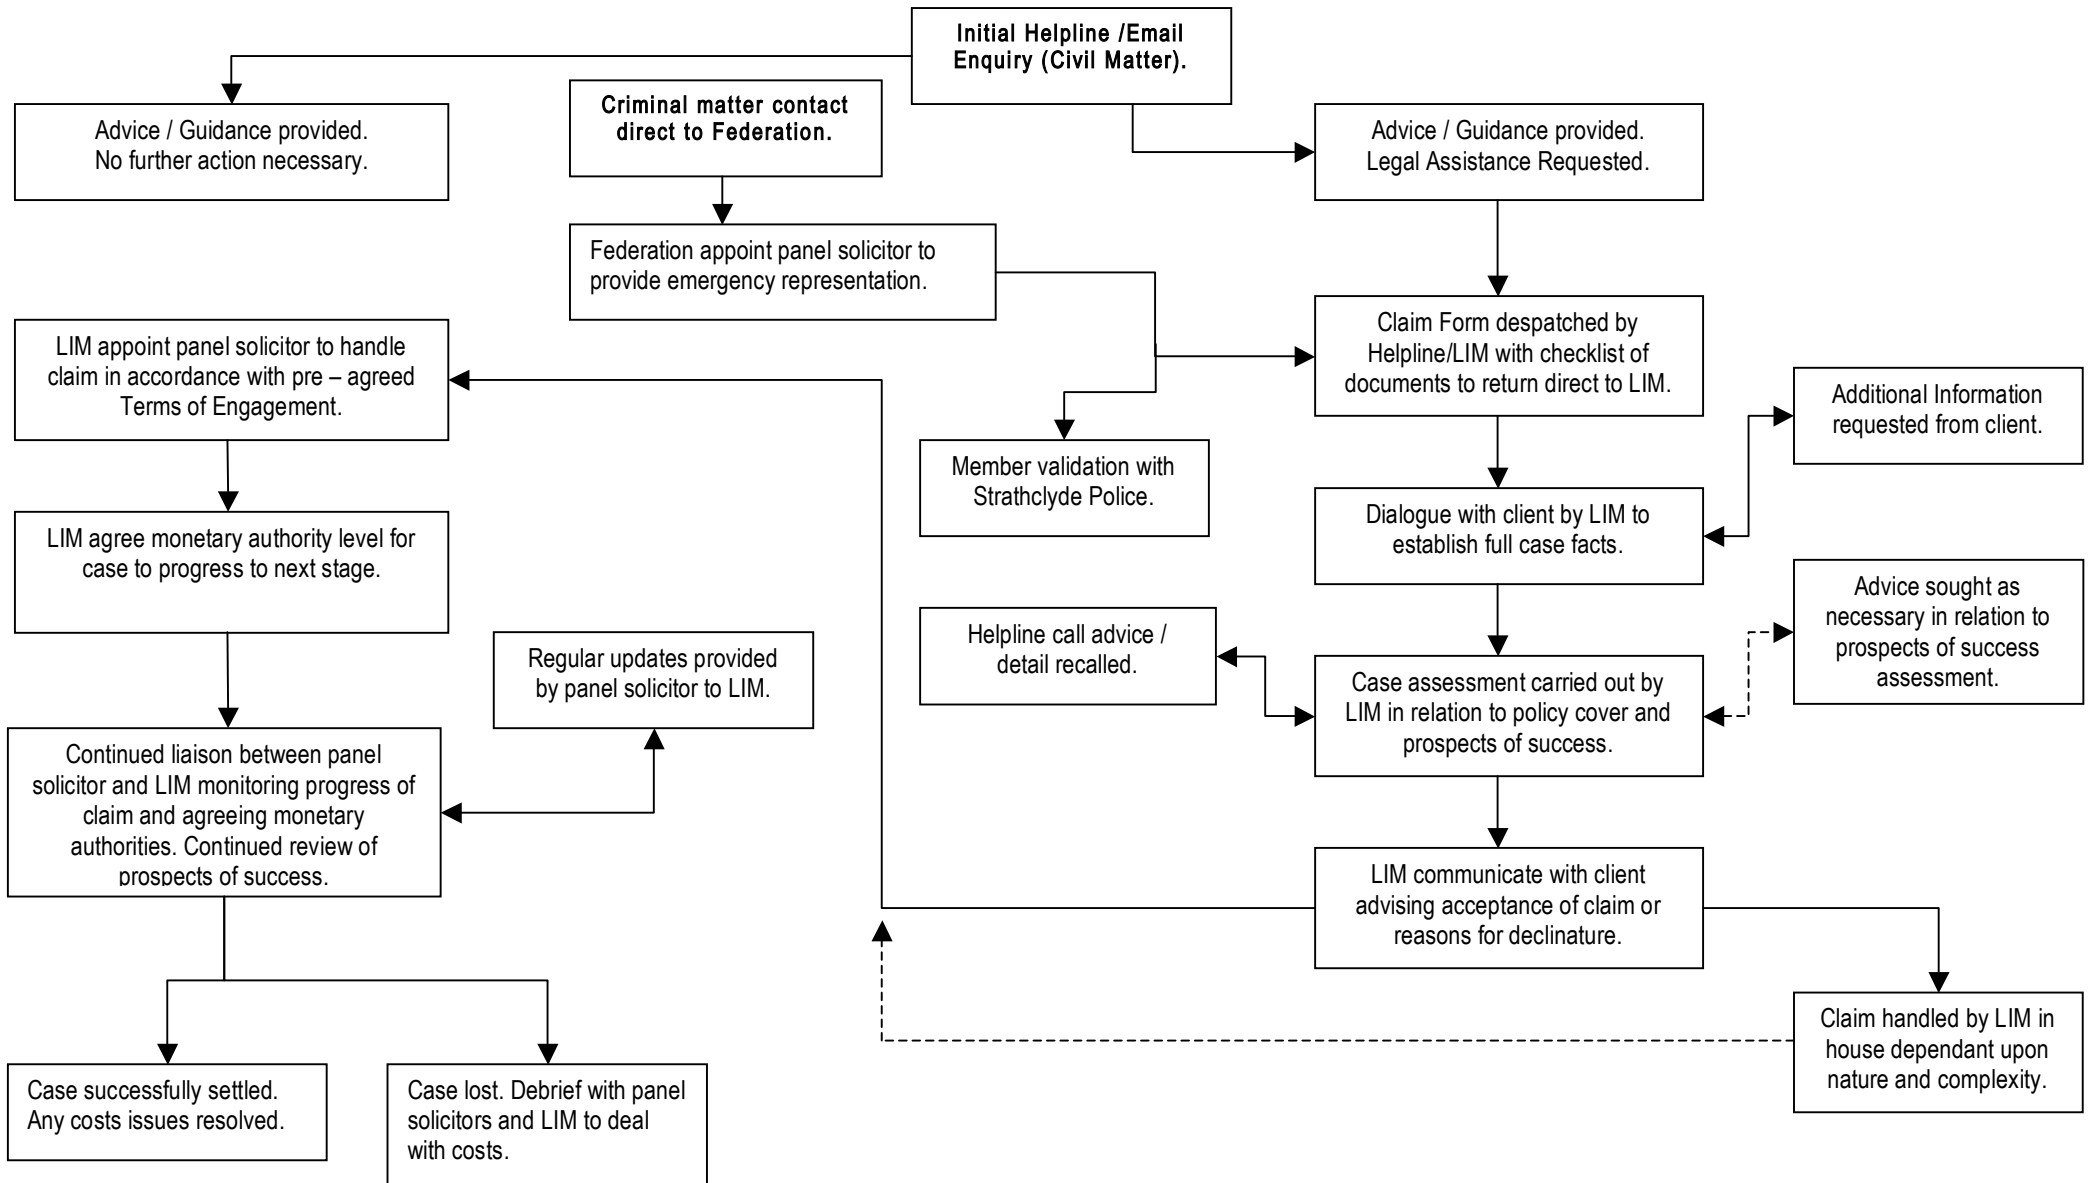 Initial Helpline /Email
Enquiry (Civil Matter).
Criminal matter contact
direct to Federation.
Advice / Guidance provided.
No further action necessary.
Advice / Guidance provided.
Legal Assistance Requested.
Federation appoint panel solicitor to
provide emergency representation.
Claim Form despatched by
Helpline/LIM with checklist of
documents to return direct to LIM.
LIM appoint panel solicitor to handle
claim in accordance with pre – agreed
Terms of Engagement.
Additional Information
requested from client.
Member validation with
Strathclyde Police.
Dialogue with client by LIM to
establish full case facts.
LIM agree monetary authority level for
case to progress to next stage.
Advice sought as
necessary in relation to
prospects of success
assessment.
Helpline call advice /
detail recalled.
Regular updates provided
by panel solicitor to LIM.
Case assessment carried out by
LIM in relation to policy cover and
prospects of success.
Continued liaison between panel
solicitor and LIM monitoring progress of
claim and agreeing monetary
authorities. Continued review of
prospects of success.
LIM communicate with client
advising acceptance of claim or
reasons for declinature.
Claim handled by LIM in
house dependant upon
nature and complexity.
Case successfully settled.
Any costs issues resolved.
Case lost. Debrief with panel
solicitors and LIM to deal
with costs.